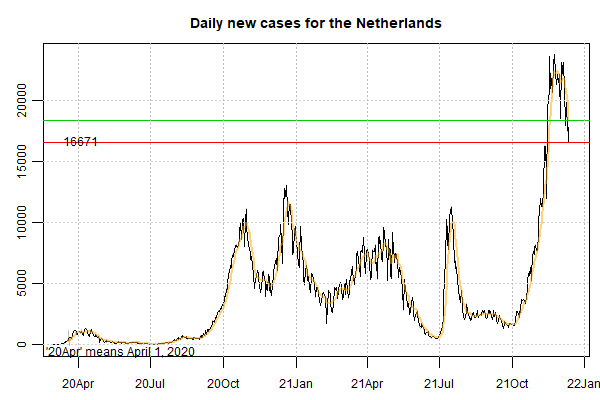 Daily new cases for the Netherlands
20000
15000
10000
5000
0
16671
'20Apr' means April 1, 2020
20Apr 20Jul 20Oct 21Jan 21Apr 21Jul 21Oct 22Jan